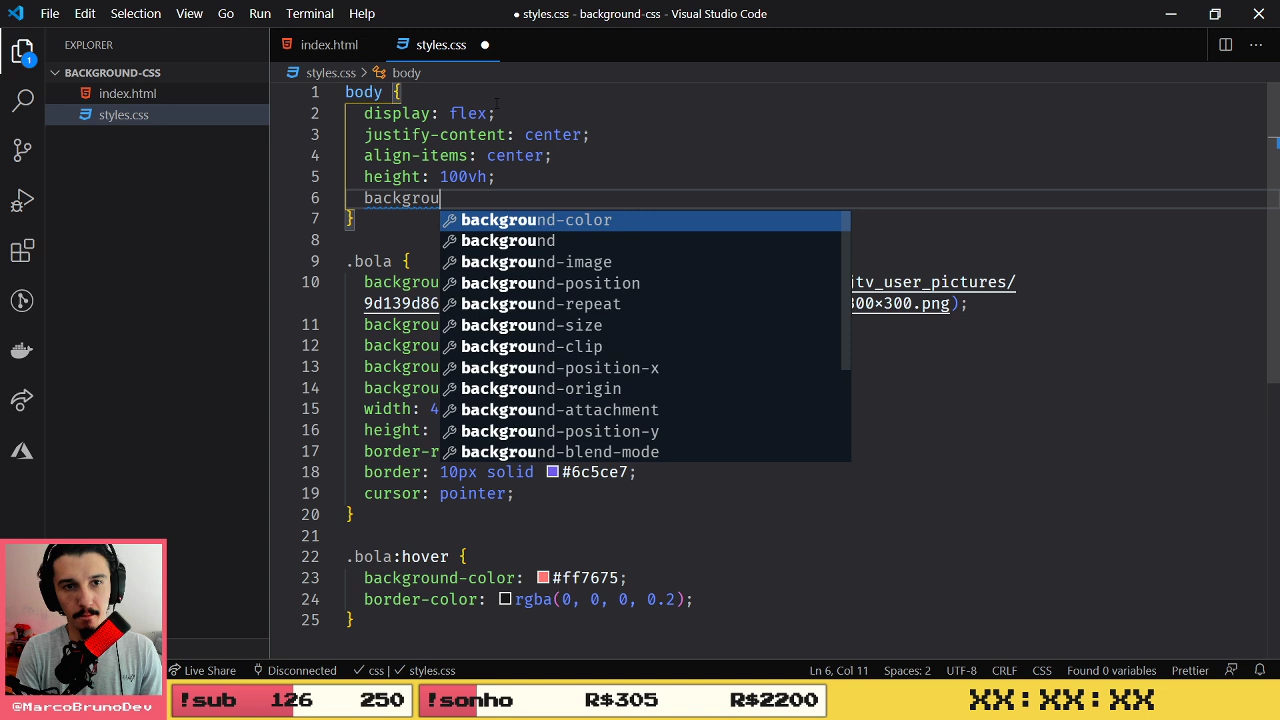 File Edit Selection View Go Run Terminal Help
● styles.css - background-css - Visual Studio Code
EXPLORER
BACKGROUND-CSS
index.html
styles.css
1
index.html
styles.css
styles.css > body
1 body {
2 display: flex;
3 justify-content: center;
4 align-items: center;
5 height: 100vh;
6 backgrou
7 }
8
9 .bola {
10 backgrou itv_user_pictures/
9d139d86 300×300.png);
11 backgrou
12 backgrou
13 backgrou
14 backgrou
15 width: 4
16 height:
17 border-r
18 border: 10px solid #6c5ce7;
19 cursor: pointer;
20 }
21
22 .bola:hover {
23 background-color: #ff7675;
24 border-color: rgba(0, 0, 0, 0.2);
25 }
background-color
background
background-image
background-position
background-repeat
background-size
background-clip
background-position-x
background-origin
background-attachment
background-position-y
background-blend-mode
Live Share Disconnected css | styles.css Ln 6, Col 11 Spaces: 2 UTF-8 CRLF CSS Found 0 variables Prettier
@MarcoBrunoDev
!sub 126 250 !sonho R$305 R$2200 XX:XX:XX